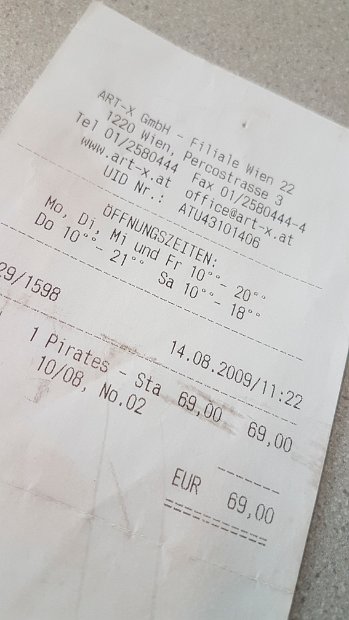 ART-X GmbH - Filiale Wien 22
1220 Wien, Percostrasse 3
Tel 01/2580444 Fax 01/2580444-4
www.art-x.at office@art-x.at
UID Nr.: ATU43101406
ÖFFNUNGSZEITEN:
Mo, Di, Mi und Fr 10°° - 20°°
Do 10°° - 21°° Sa 10°° - 18°°
29/1598 14.08.2009/11:22
1 Pirates - Sta 69,00 69,00
10/08, No.02
EUR 69,00